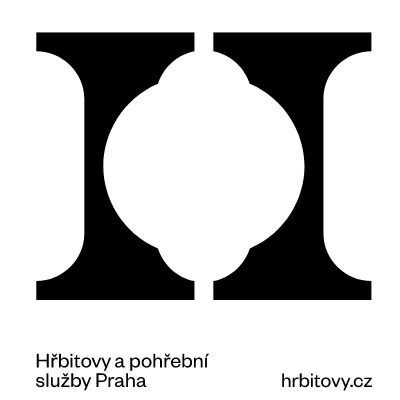 Hřbitovy a pohřební
služby Praha
hrbitovy.cz